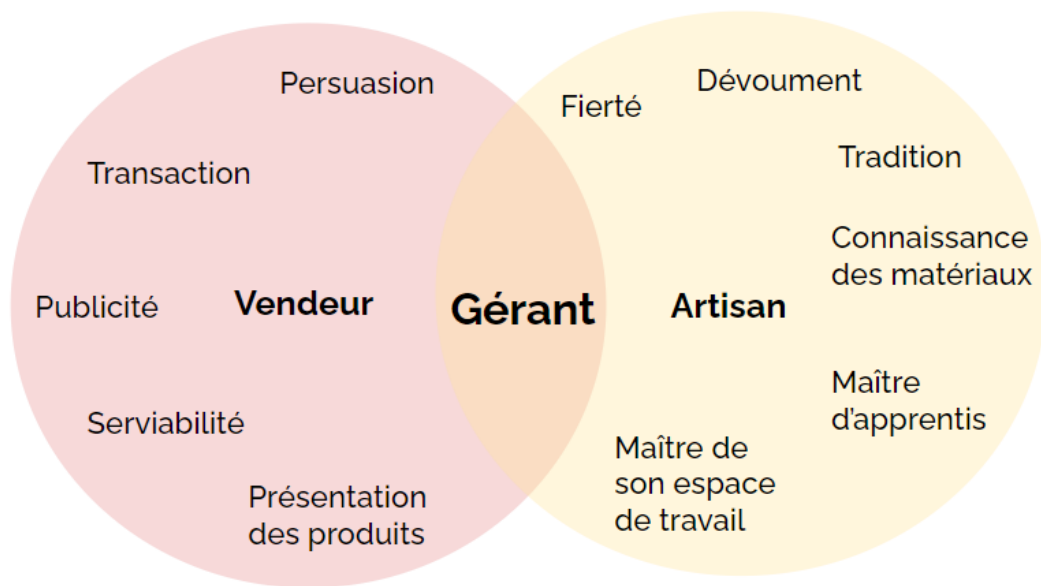 Persuasion
Transaction
Publicité
Vendeur
Serviabilité
Présentation
des produits
Gérant
Fierté
Dévoument
Tradition
Connaissance
des matériaux
Artisan
Maître
d'apprentis
Maître de
son espace
de travail